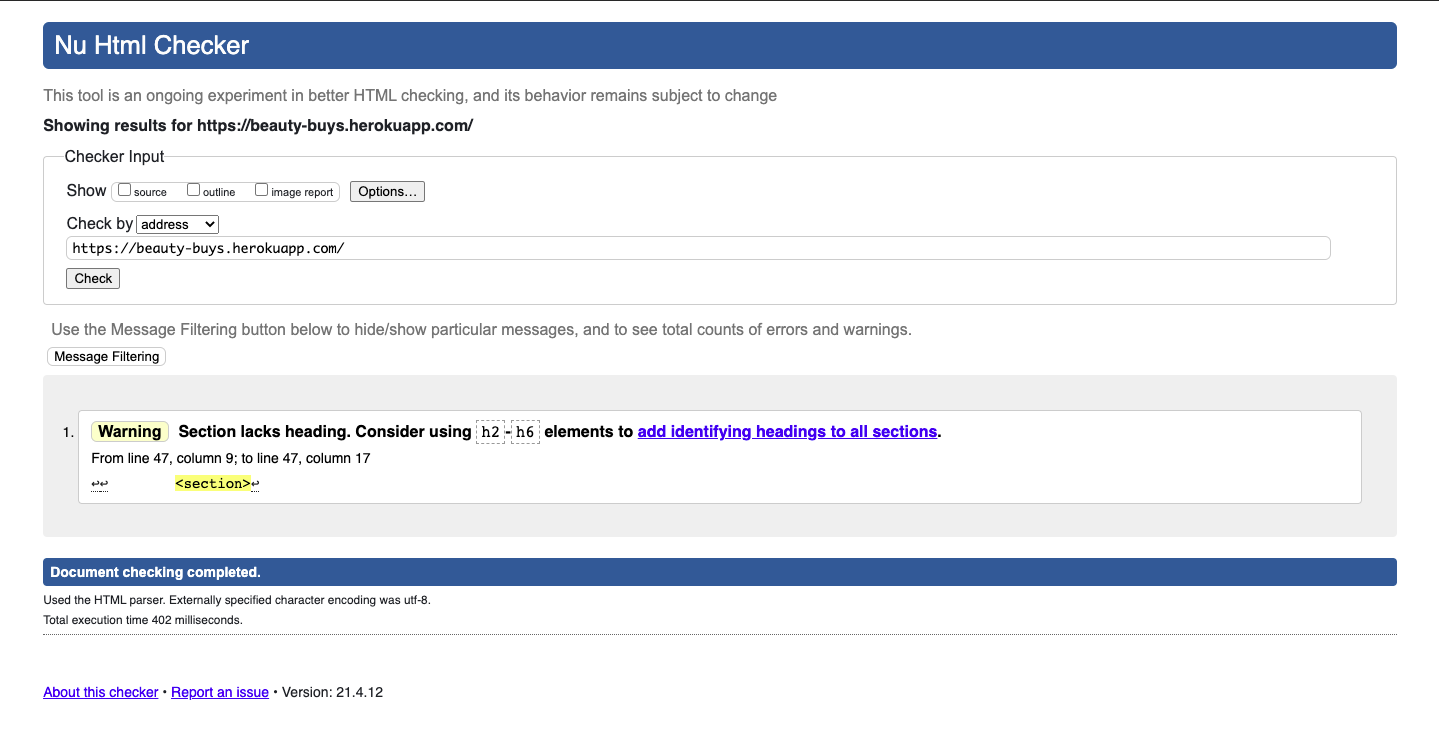 Nu Html Checker
This tool is an ongoing experiment in better HTML checking, and its behavior remains subject to change
Showing results for https://beauty-buys.herokuapp.com/
Checker Input
Show source outline image report Options...
Check by address
https://beauty-buys.herokuapp.com/
Check
Use the Message Filtering button below to hide/show particular messages, and to see total counts of errors and warnings.
Message Filtering
1. Warning Section lacks heading. Consider using h2-h6 elements to add identifying headings to all sections.
From line 47, column 9; to line 47, column 17
↩↩ <section>↩
Document checking completed.
Used the HTML parser. Externally specified character encoding was utf-8.
Total execution time 402 milliseconds.
About this checker • Report an issue • Version: 21.4.12